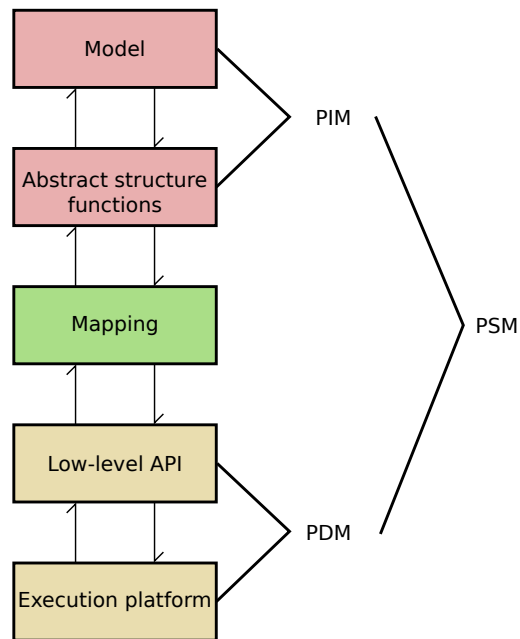 Model
PIM
Abstract structure
functions
Mapping
PSM
Low-level API
PDM
Execution platform